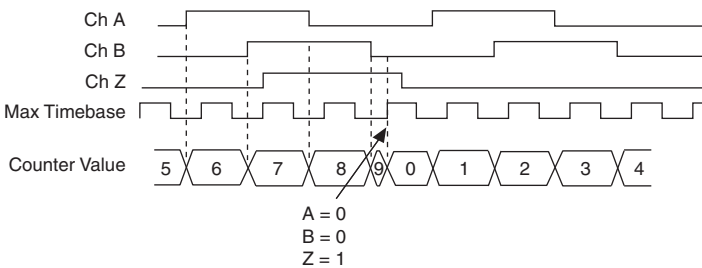 Ch A
Ch B
Ch Z
Max Timebase
Counter Value 5 6 7 8 9 0 1 2 3 4
A = 0
B = 0
Z = 1